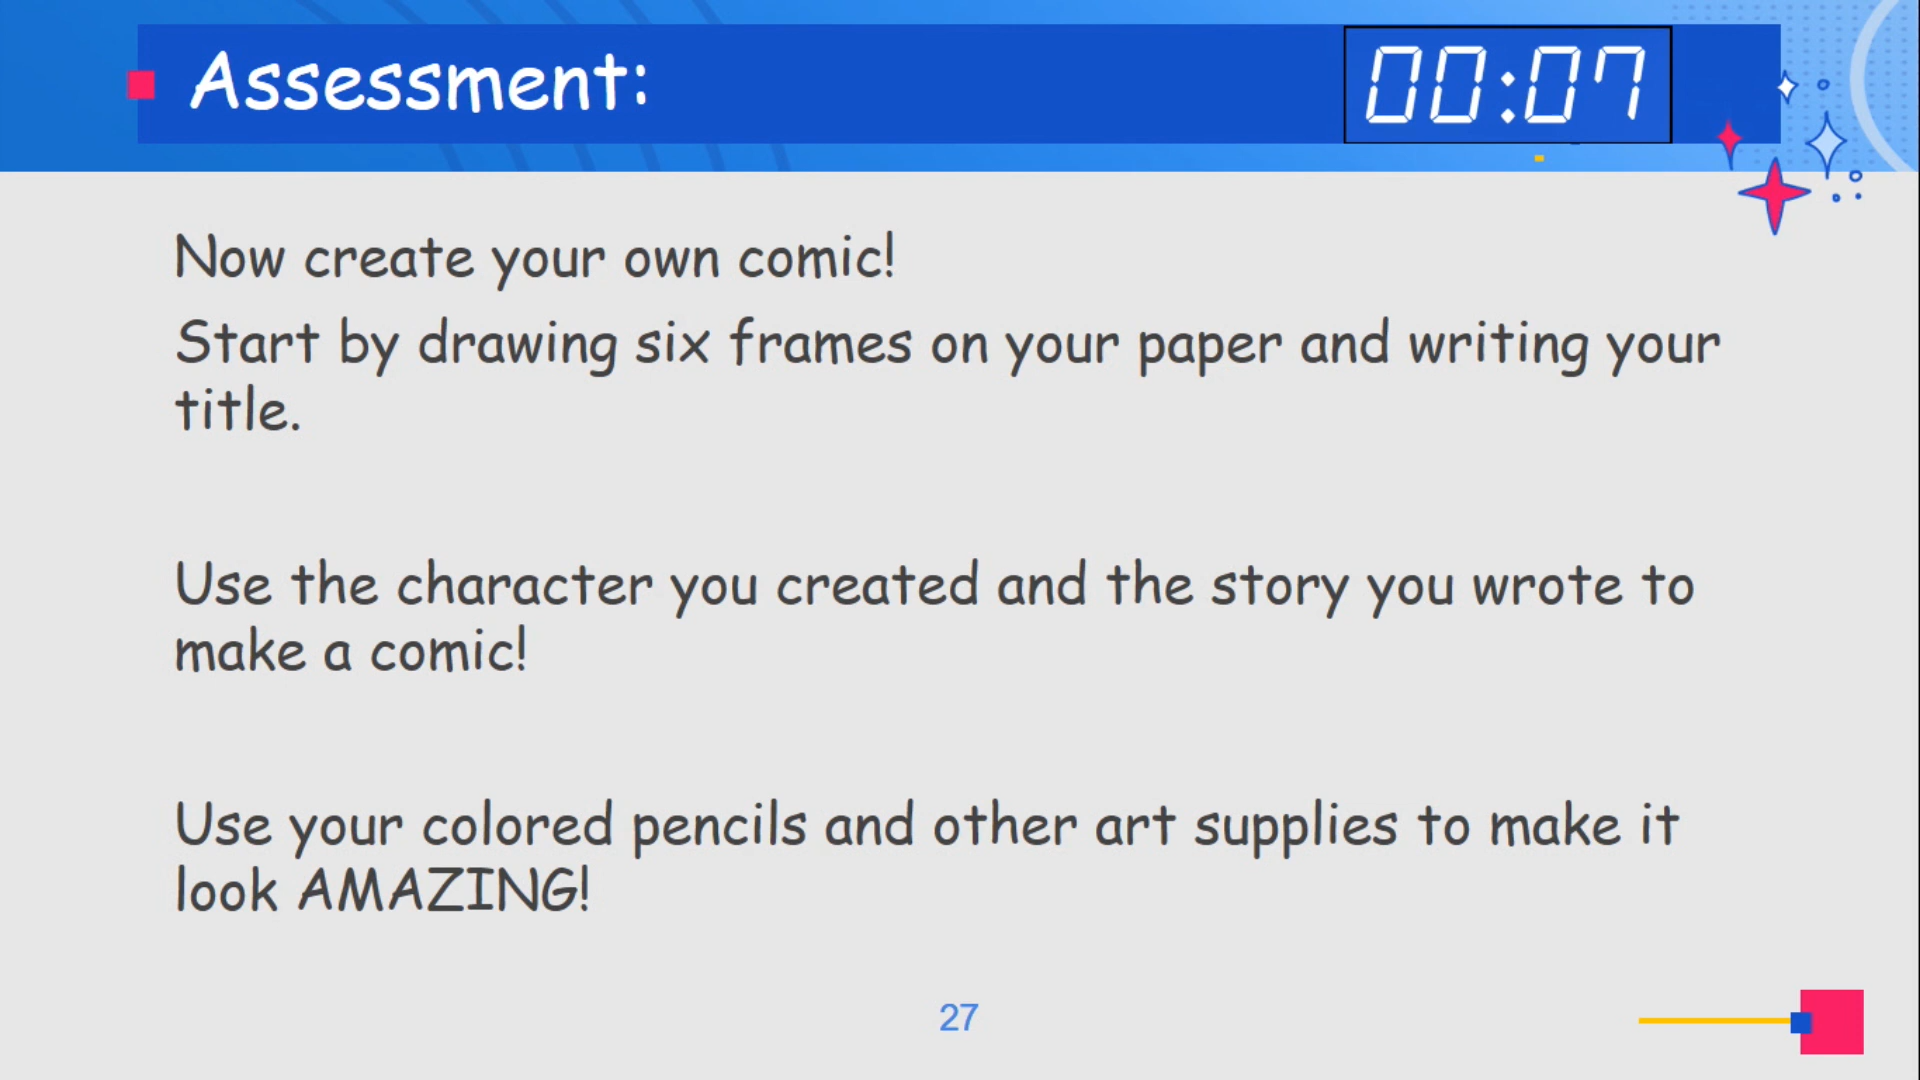 Assessment:
00:07
Now create your own comic!
Start by drawing six frames on your paper and writing your
title.
Use the character you created and the story you wrote to
make a comic!
Use your colored pencils and other art supplies to make it
look AMAZING!
27